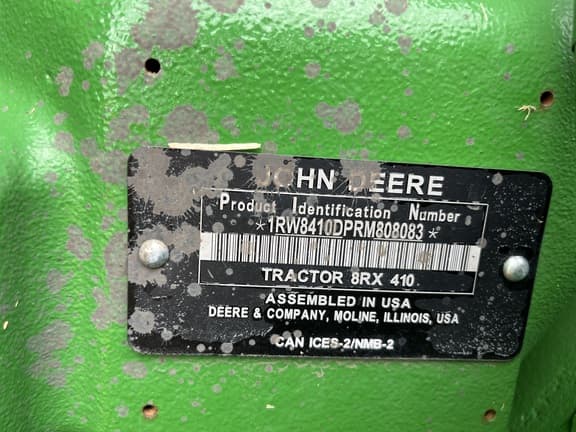 JOHN DEERE
Product Identification Number
*1RW8410DPRM808083*
TRACTOR 8RX 410
ASSEMBLED IN USA
DEERE & COMPANY, MOLINE, ILLINOIS, USA
CAN ICES-2/NMB-2